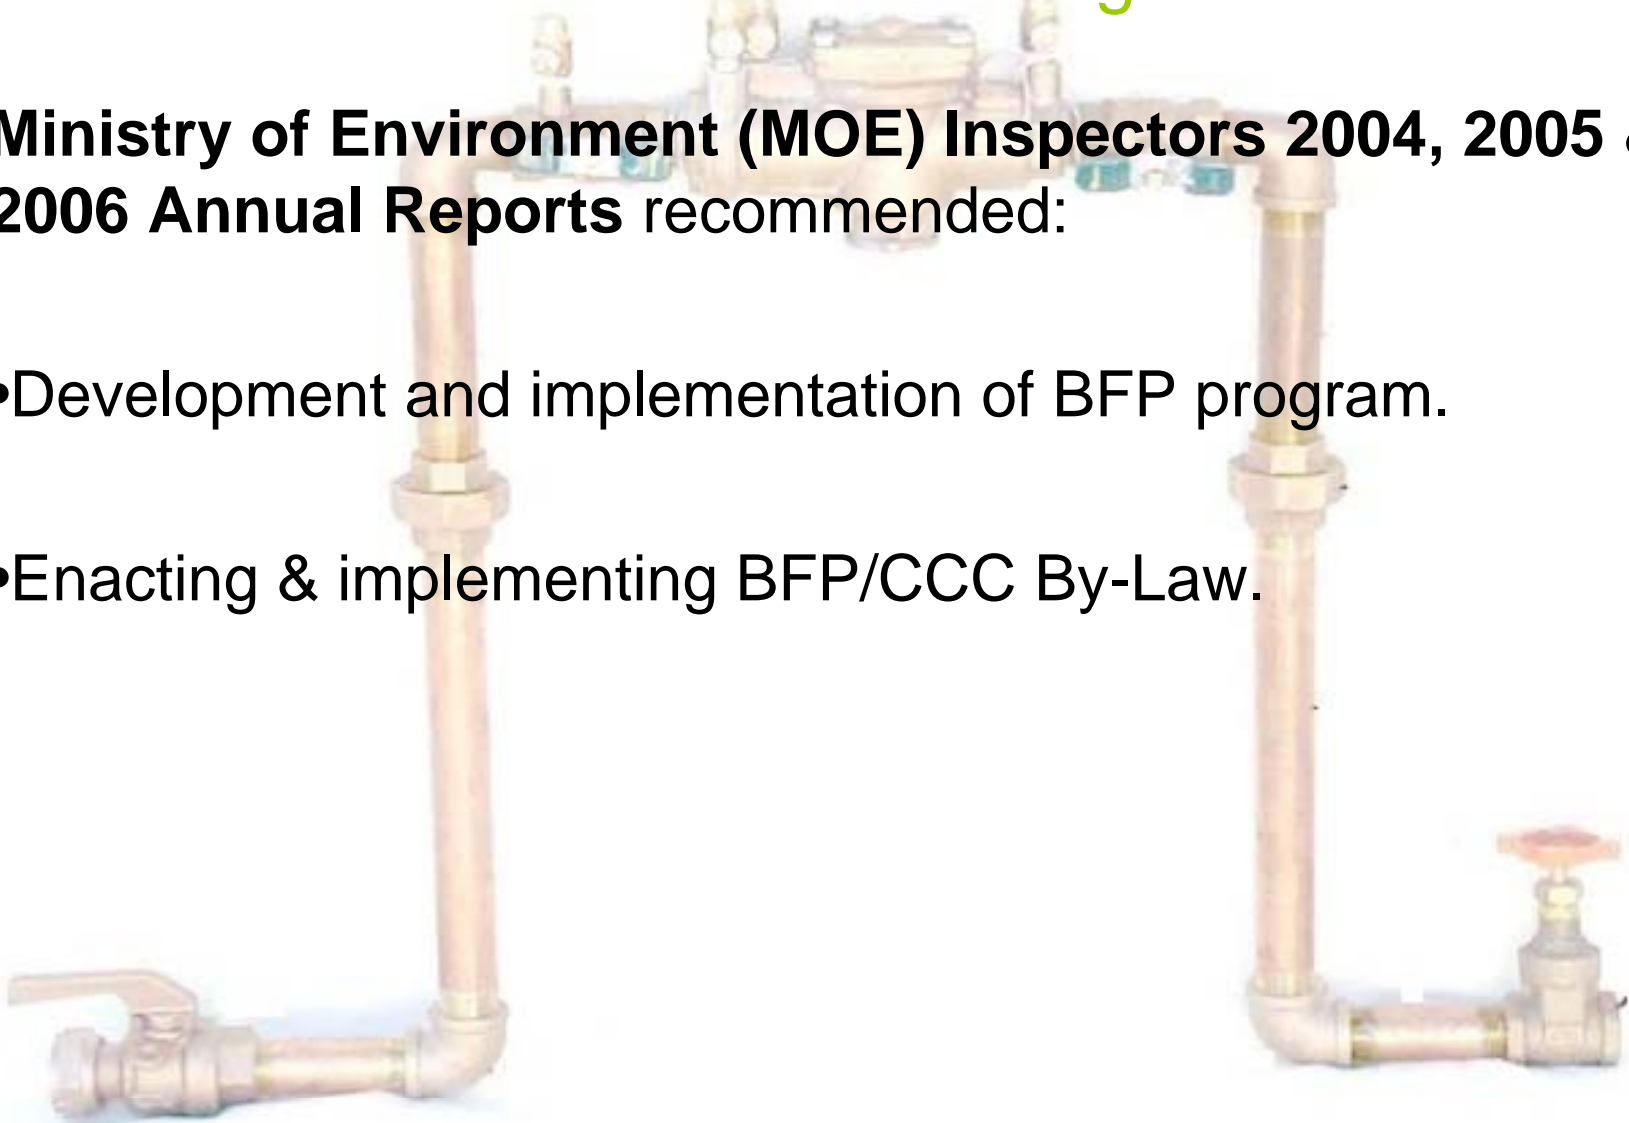 Ministry of Environment (MOE) Inspectors 2004, 2005 &
2006 Annual Reports recommended:
•Development and implementation of BFP program.
•Enacting & implementing BFP/CCC By-Law.